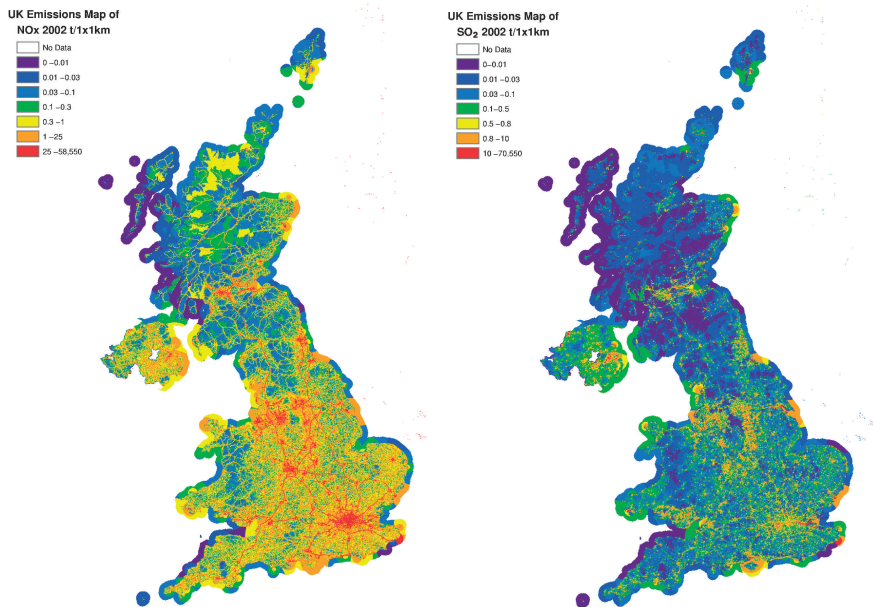 UK Emissions Map of
NOx 2002 t/1x1km
No Data
0 –0.01
0.01 –0.03
0.03 –0.1
0.1 –0.3
0.3 –1
1 –25
25 –58,550
UK Emissions Map of
SO₂ 2002 t/1x1km
No Data
0–0.01
0.01 –0.03
0.03 –0.1
0.1–0.5
0.5 –0.8
0.8 –10
10 –70,550